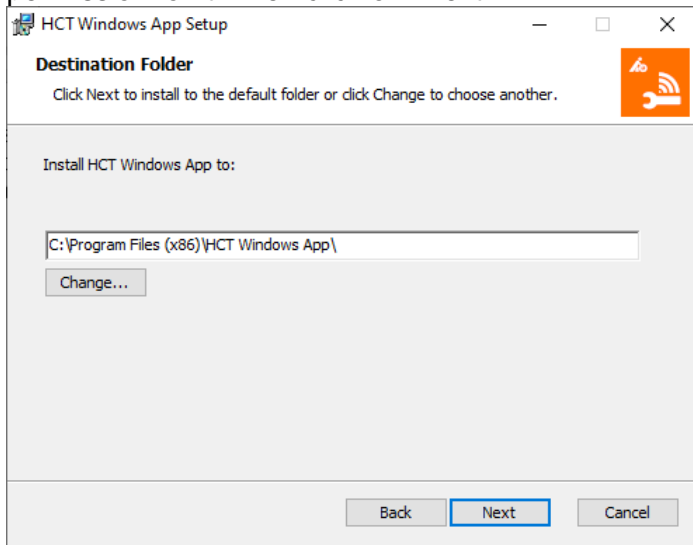 HCT Windows App Setup
Destination Folder
Click Next to install to the default folder or click Change to choose another.
Install HCT Windows App to:
C:\Program Files (x86)\HCT Windows App\
Change...
Back Next Cancel